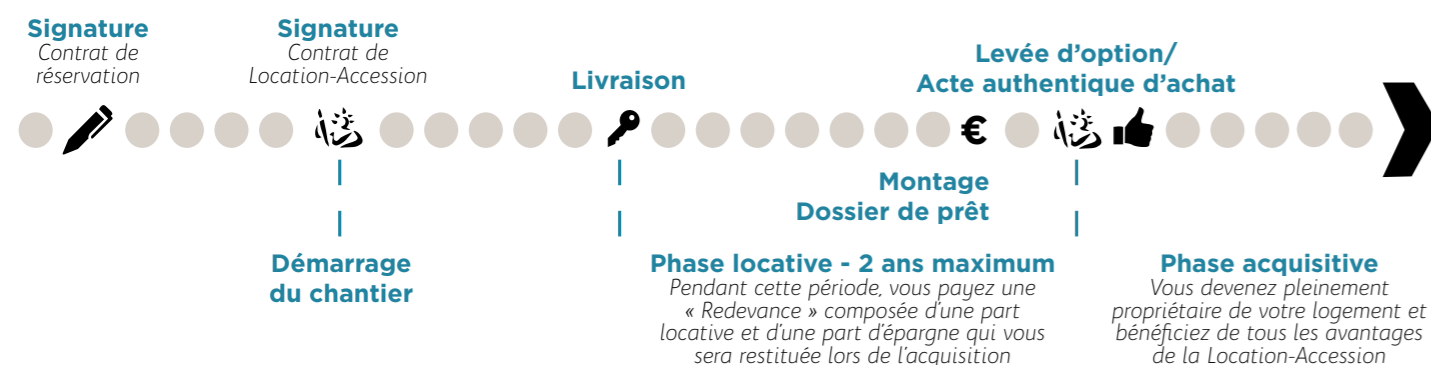 Signature
Contrat de
réservation
Signature
Contrat de
Location-Accession
Livraison
Levée d'option/
Acte authentique d'achat
€
Montage
Dossier de prêt
Démarrage
du chantier
Phase locative - 2 ans maximum
Pendant cette période, vous payez une
« Redevance » composée d'une part
locative et d'une part d'épargne qui vous
sera restituée lors de l'acquisition
Phase acquisitive
Vous devenez pleinement
propriétaire de votre logement et
bénéficiez de tous les avantages
de la Location-Accession